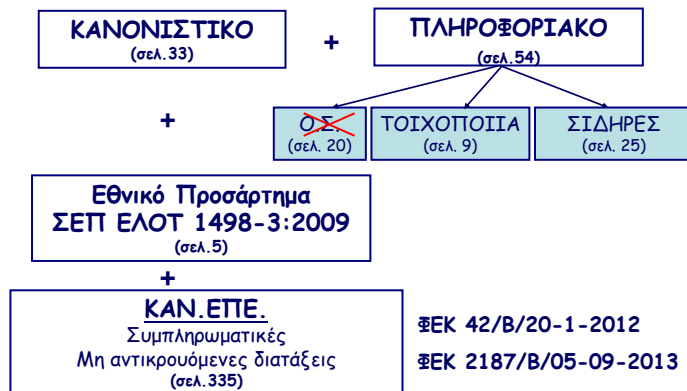 ΚΑΝΟΝΙΣΤΙΚΟ
(σελ.33)
+
ΠΛΗΡΟΦΟΡΙΑΚΟ
(σελ.54)
+
Ο.Σ.
(σελ. 20)
ΤΟΙΧΟΠΟΙΙΑ
(σελ. 9)
ΣΙΔΗΡΕΣ
(σελ. 25)
Εθνικό Προσάρτημα
ΣΕΠ ΕΛΟΤ 1498-3:2009
(σελ.5)
+
ΚΑΝ.ΕΠΕ.
Συμπληρωματικές
Μη αντικρουόμενες διατάξεις
(σελ.335)
ΦΕΚ 42/Β/20-1-2012
ΦΕΚ 2187/Β/05-09-2013